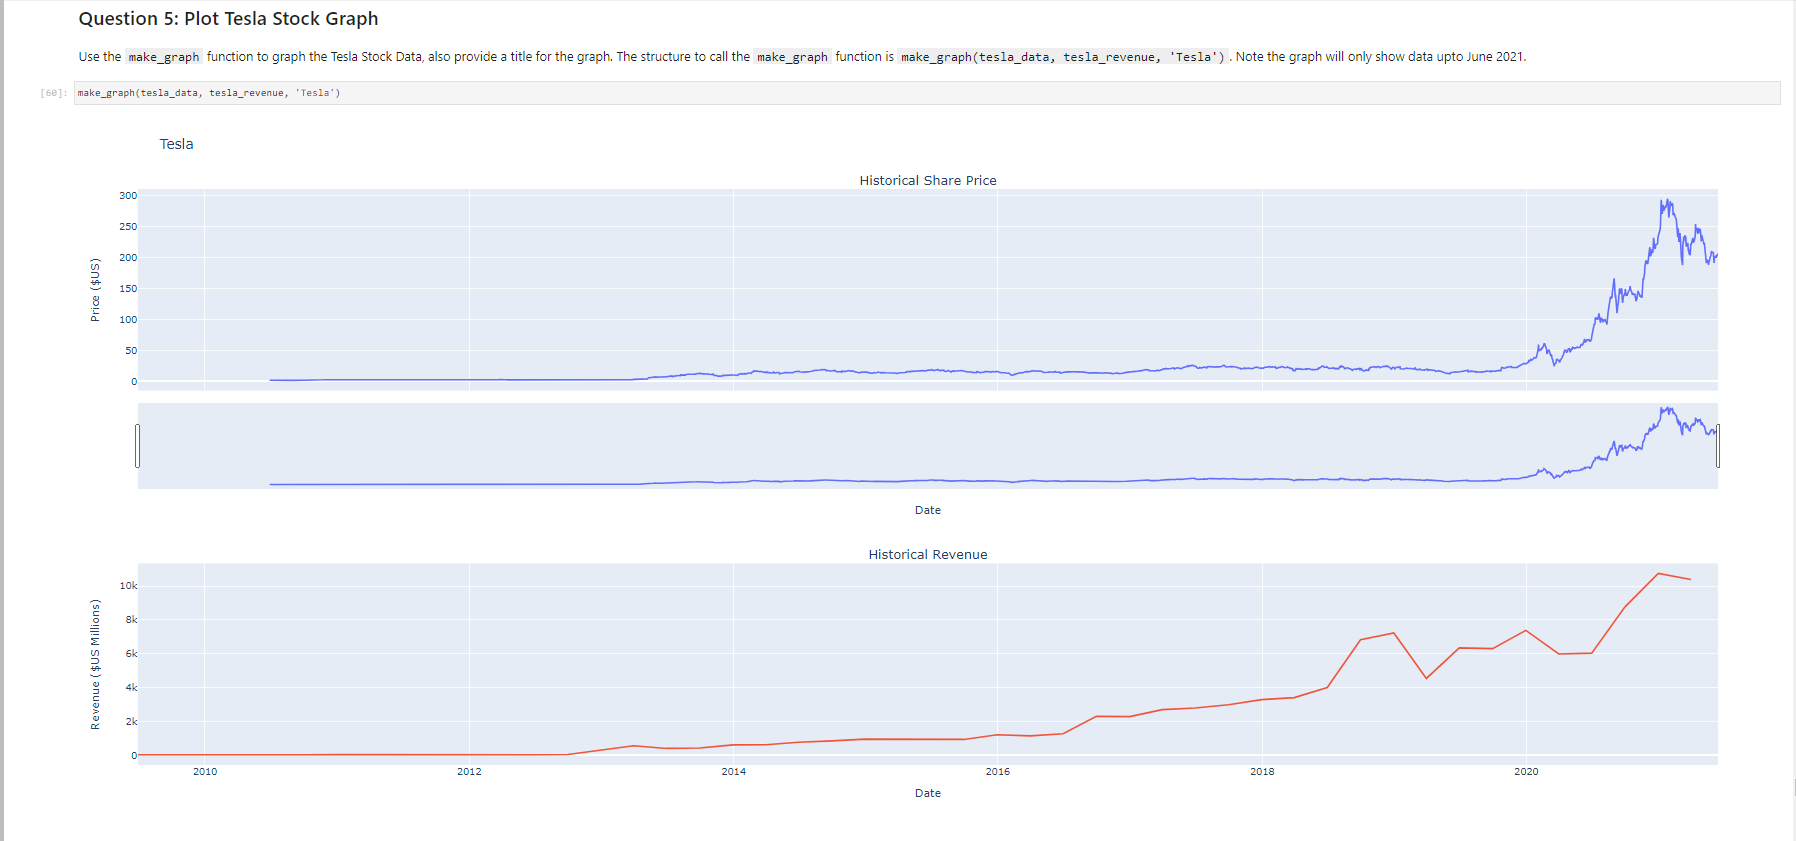 Question 5: Plot Tesla Stock Graph
Use the make_graph function to graph the Tesla Stock Data, also provide a title for the graph. The structure to call the make_graph function is make_graph(tesla_data, tesla_revenue, 'Tesla') . Note the graph will only show data upto June 2021.
[60]: make_graph(tesla_data, tesla_revenue, 'Tesla')
Tesla
Historical Share Price
300
250
200
150
100
50
0
Price ($US)
Date
Historical Revenue
10k
8k
6k
4k
2k
0
Revenue ($US Millions)
2010 2012 2014 2016 2018 2020
Date